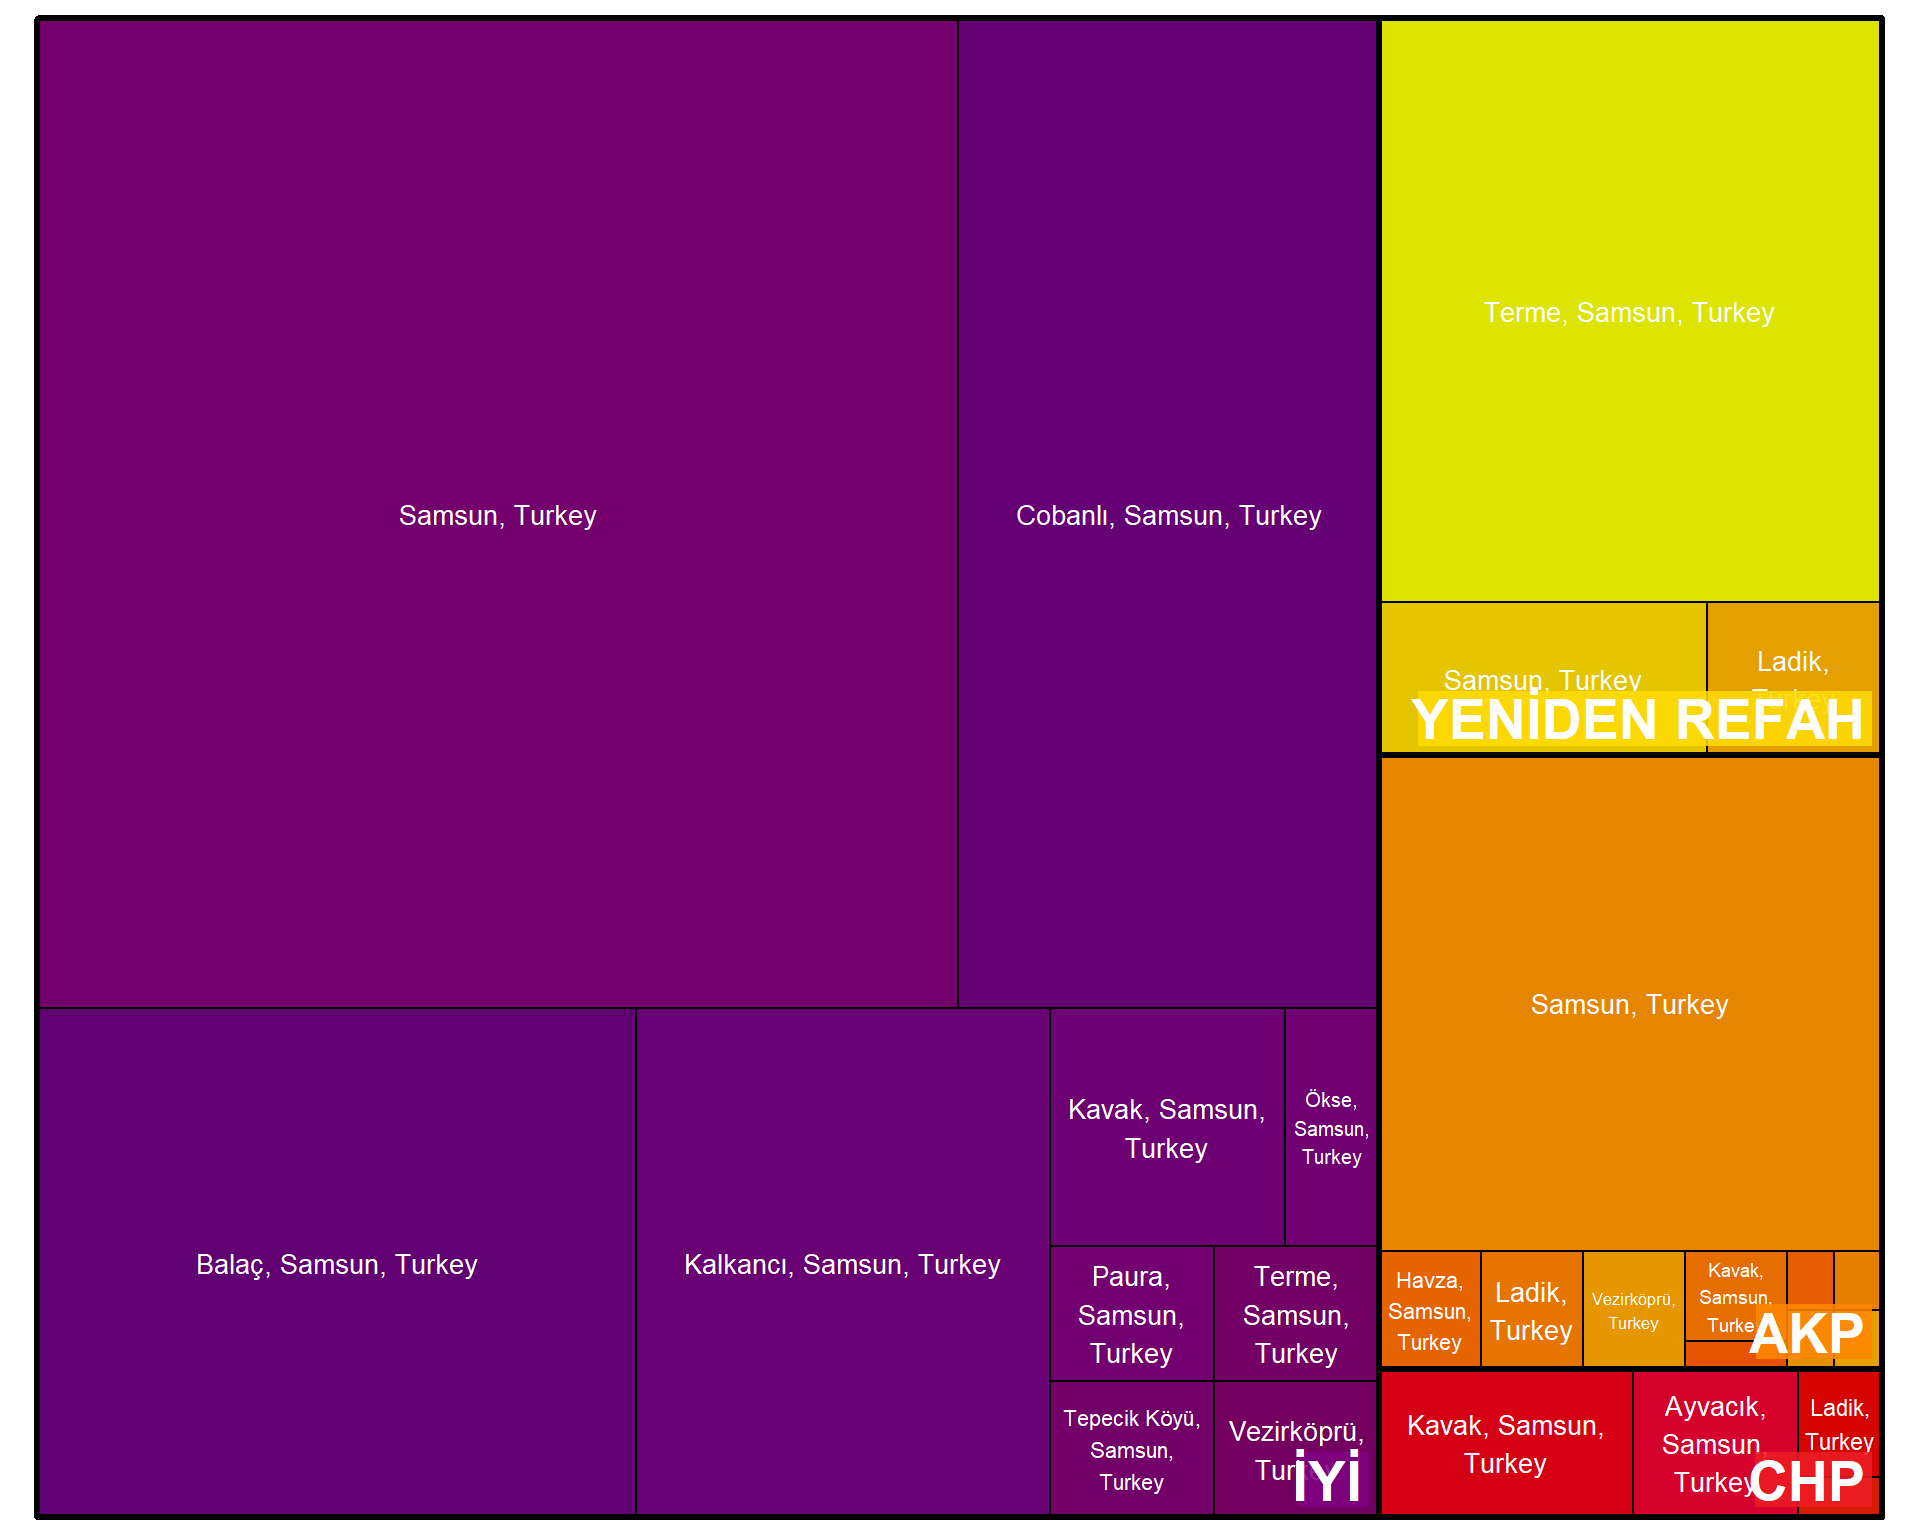 Samsun, Turkey
Cobanlı, Samsun, Turkey
Balaç, Samsun, Turkey
Kalkancı, Samsun, Turkey
Kavak, Samsun,
Turkey
Ökse,
Samsun,
Turkey
Paura,
Samsun,
Turkey
Terme,
Samsun,
Turkey
Tepecik Köyü,
Samsun,
Turkey
Vezirköprü,
İYİ
Terme, Samsun, Turkey
Samsun, Turkey
Ladik,
Turkey
YENİDEN REFAH
Samsun, Turkey
Havza,
Samsun,
Turkey
Ladik,
Turkey
Vezirköprü,
Turkey
Kavak,
Samsun,
Turkey
AKP
Kavak, Samsun,
Turkey
Ayvacık,
Samsun,
Turkey
Ladik,
Turkey
CHP